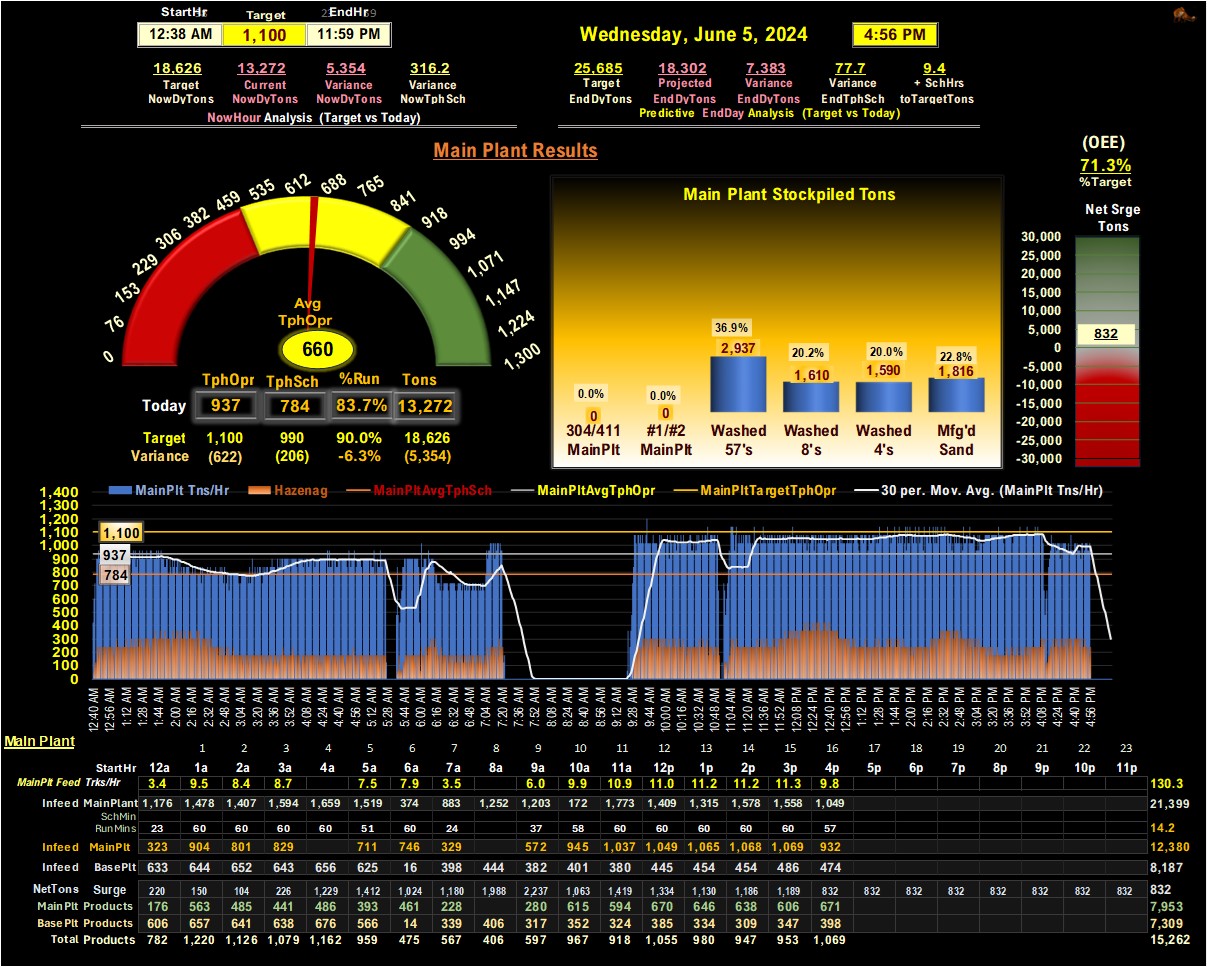 StartHr Target EndHr
12:38 AM 1,100 11:59 PM
Wednesday, June 5, 2024 4:56 PM
18,626 13,272 5,354 316.2
Target Current Variance Variance
NowDyTons NowDyTons NowDyTons NowTphSch
NowHour Analysis (Target vs Today)
25,685 18,302 7,383 77.7 9.4
Target Projected Variance Variance + SchHrs
EndDyTons EndDyTons EndDyTons EndTphSch toTargetTons
Predictive EndDay Analysis (Target vs Today)
Main Plant Results
(OEE)
71.3%
%Target
0 76 153 229 306 382 459 535 612 688 765 841 918 994 1,071 1,147 1,224 1,300
Avg
TphOpr
660
TphOpr TphSch %Run Tons
Today 937 784 83.7% 13,272
Target 1,100 990 90.0% 18,626
Variance (622) (206) -6.3% (5,354)
Main Plant Stockpiled Tons
0.0% 0.0% 36.9% 20.2% 20.0% 22.8%
0 0 2,937 1,610 1,590 1,816
304/411 #1/#2 Washed Washed Washed Mfg'd
MainPlt MainPlt 57's 8's 4's Sand
Net Srge
Tons
30,000
25,000
20,000
15,000
10,000
5,000
832
0
-5,000
-10,000
-15,000
-20,000
-25,000
-30,000
MainPlt Tns/Hr Hazenag MainPltAvgTphSch MainPltAvgTphOpr MainPltTargetTphOpr 30 per. Mov. Avg. (MainPlt Tns/Hr)
1,400
1,300
1,200
1,100
1,000
900
800
700
600
500
400
300
200
100
0
1,100
937
784
12:40 AM 12:56 AM 1:12 AM 1:28 AM 1:44 AM 2:00 AM 2:16 AM 2:32 AM 2:48 AM 3:04 AM 3:20 AM 3:36 AM 3:52 AM 4:08 AM 4:24 AM 4:40 AM 4:56 AM 5:12 AM 5:28 AM 5:44 AM 6:00 AM 6:16 AM 6:32 AM 6:48 AM 7:04 AM 7:20 AM 7:36 AM 7:52 AM 8:08 AM 8:24 AM 8:40 AM 8:56 AM 9:12 AM 9:28 AM 9:44 AM 10:00 AM 10:16 AM 10:32 AM 10:48 AM 11:04 AM 11:20 AM 11:36 AM 11:52 AM 12:08 PM 12:24 PM 12:40 PM 12:56 PM 1:12 PM 1:28 PM 1:44 PM 2:00 PM 2:16 PM 2:32 PM 2:48 PM 3:04 PM 3:20 PM 3:36 PM 3:52 PM 4:08 PM 4:24 PM 4:40 PM 4:56 PM
Main Plant
1 2 3 4 5 6 7 8 9 10 11 12 13 14 15 16 17 18 19 20 21 22 23
StartHr 12a 1a 2a 3a 4a 5a 6a 7a 8a 9a 10a 11a 12p 1p 2p 3p 4p 5p 6p 7p 8p 9p 10p 11p
MainPlt Feed Trks/Hr 3.4 9.5 8.4 8.7 7.5 7.9 3.5 6.0 9.9 10.9 11.0 11.2 11.2 11.3 9.8 130.3
Infeed MainPlant 1,176 1,478 1,407 1,594 1,659 1,519 374 883 1,252 1,203 172 1,773 1,409 1,315 1,578 1,558 1,049 21,399
SchMin
RunMins 23 60 60 60 60 51 60 24 37 58 60 60 60 60 60 57 14.2
Infeed MainPlt 323 904 801 829 711 746 329 572 945 1,037 1,049 1,065 1,068 1,069 932 12,380
Infeed BasePlt 633 644 652 643 656 625 16 398 444 382 401 380 445 454 454 486 474 8,187
NetTons Surge 220 150 104 226 1,229 1,412 1,024 1,180 1,988 2,237 1,063 1,419 1,334 1,130 1,186 1,189 832 832 832 832 832 832 832 832 832
MainPlt Products 176 563 485 441 486 393 461 228 280 615 594 670 646 638 606 671 7,953
BasePlt Products 606 657 641 638 676 566 14 339 406 317 352 324 385 334 309 347 398 7,309
Total Products 782 1,220 1,126 1,079 1,162 959 475 567 406 597 967 918 1,055 980 947 953 1,069 15,262